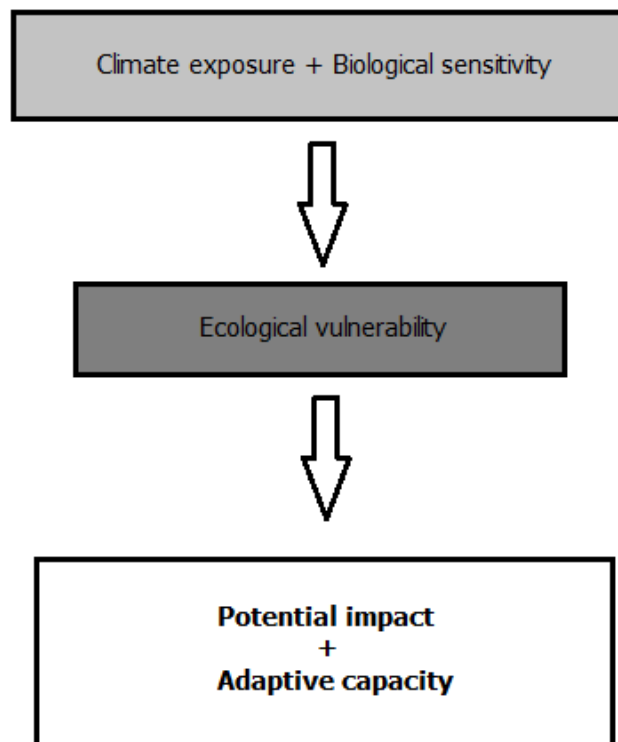 Climate exposure + Biological sensitivity
Ecological vulnerability
Potential impact
+
Adaptive capacity